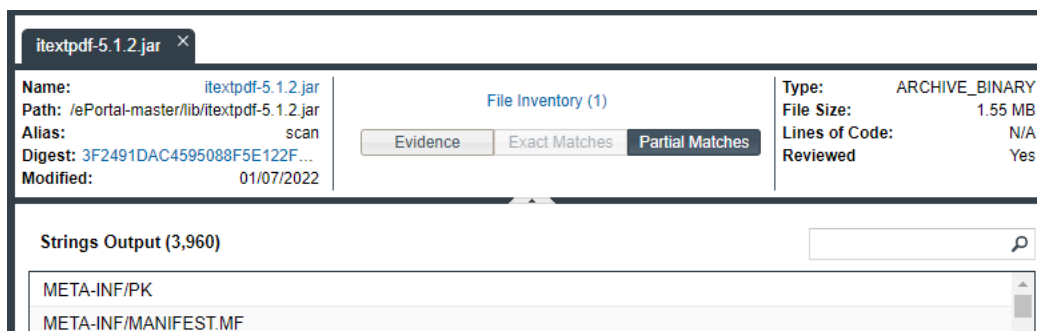 itextpdf-5.1.2.jar ×
Name: itextpdf-5.1.2.jar
Path: /ePortal-master/lib/itextpdf-5.1.2.jar
Alias: scan
Digest: 3F2491DAC4595088F5E122F...
Modified: 01/07/2022
File Inventory (1)
Evidence Exact Matches Partial Matches
Type: ARCHIVE_BINARY
File Size: 1.55 MB
Lines of Code: N/A
Reviewed Yes
Strings Output (3,960)
META-INF/PK
META-INF/MANIFEST.MF